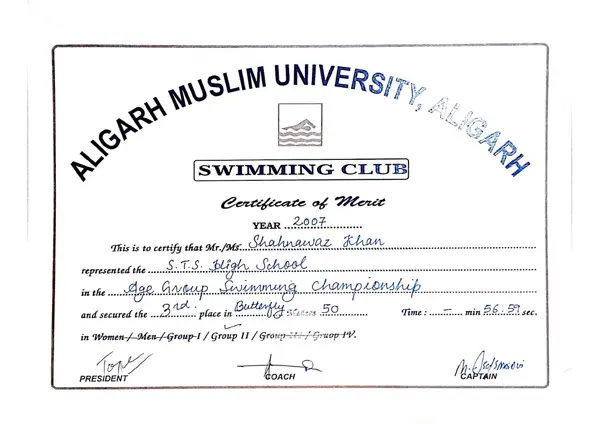 ALIGARH MUSLIM UNIVERSITY, ALIGARH
SWIMMING CLUB
Certificate of Merit
YEAR 2007
This is to certify that Mr./Ms. Shahnawaz Khan
represented the S.T.S. High School
in the Age Group Swimming Championship
and secured the 3rd. place in Butterfly 50 Time : – min 56:59 sec.
in Women / Men / Group-I / Group II / Group III / Gruop IV.
PRESIDENT COACH CAPTAIN